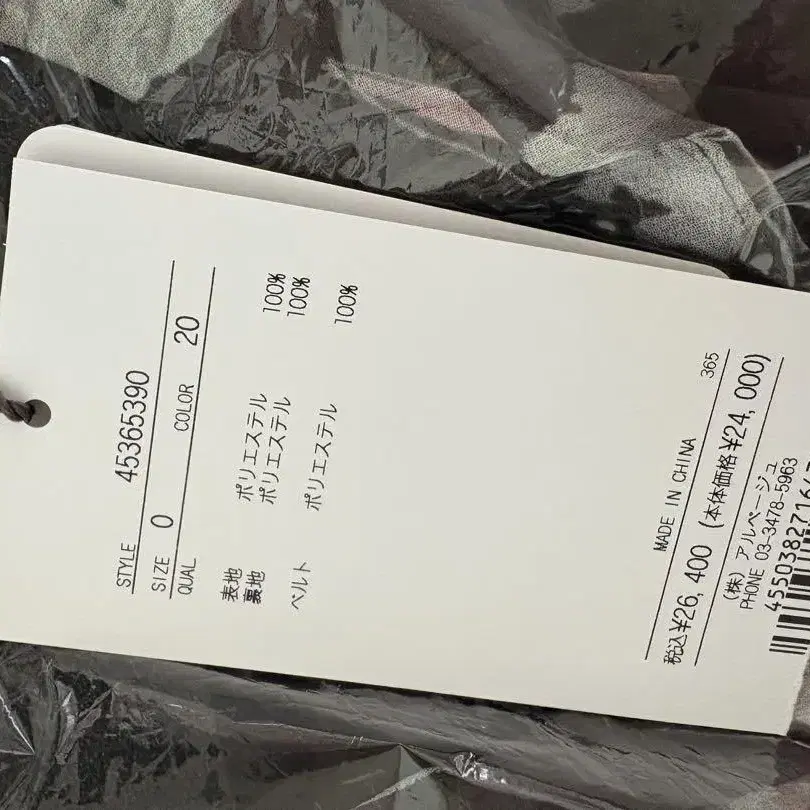 STYLE 45365390
SIZE 0 COLOR 20
QUAL
表地 ポリエステル 100%
裏地 ポリエステル 100%
ベルト ポリエステル 100%
MADE IN CHINA 365
税込¥26,400 (本体価格¥24,000)
(株) アルページュ
PHONE 03-3478-5963